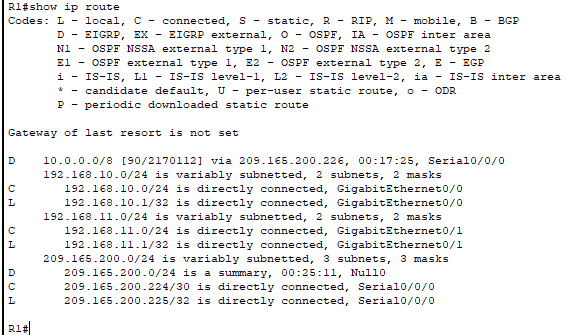 R1#show ip route
Codes: L - local, C - connected, S - static, R - RIP, M - mobile, B - BGP
D - EIGRP, EX - EIGRP external, O - OSPF, IA - OSPF inter area
N1 - OSPF NSSA external type 1, N2 - OSPF NSSA external type 2
E1 - OSPF external type 1, E2 - OSPF external type 2, E - EGP
i - IS-IS, L1 - IS-IS level-1, L2 - IS-IS level-2, ia - IS-IS inter area
* - candidate default, U - per-user static route, o - ODR
P - periodic downloaded static route
Gateway of last resort is not set
D 10.0.0.0/8 [90/2170112] via 209.165.200.226, 00:17:25, Serial0/0/0
192.168.10.0/24 is variably subnetted, 2 subnets, 2 masks
C 192.168.10.0/24 is directly connected, GigabitEthernet0/0
L 192.168.10.1/32 is directly connected, GigabitEthernet0/0
192.168.11.0/24 is variably subnetted, 2 subnets, 2 masks
C 192.168.11.0/24 is directly connected, GigabitEthernet0/1
L 192.168.11.1/32 is directly connected, GigabitEthernet0/1
209.165.200.0/24 is variably subnetted, 3 subnets, 3 masks
D 209.165.200.0/24 is a summary, 00:25:11, Null0
C 209.165.200.224/30 is directly connected, Serial0/0/0
L 209.165.200.225/32 is directly connected, Serial0/0/0
R1#